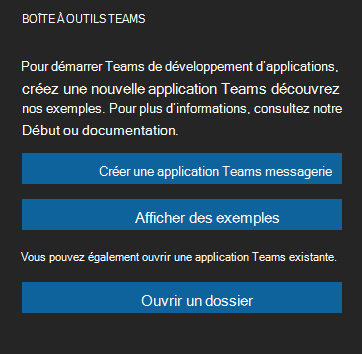 BOÎTE À OUTILS TEAMS
Pour démarrer Teams de développement d'applications,
créez une nouvelle application Teams découvrez
nos exemples. Pour plus d'informations, consultez notre
Début ou documentation.
Créer une application Teams messagerie
Afficher des exemples
Vous pouvez également ouvrir une application Teams existante.
Ouvrir un dossier